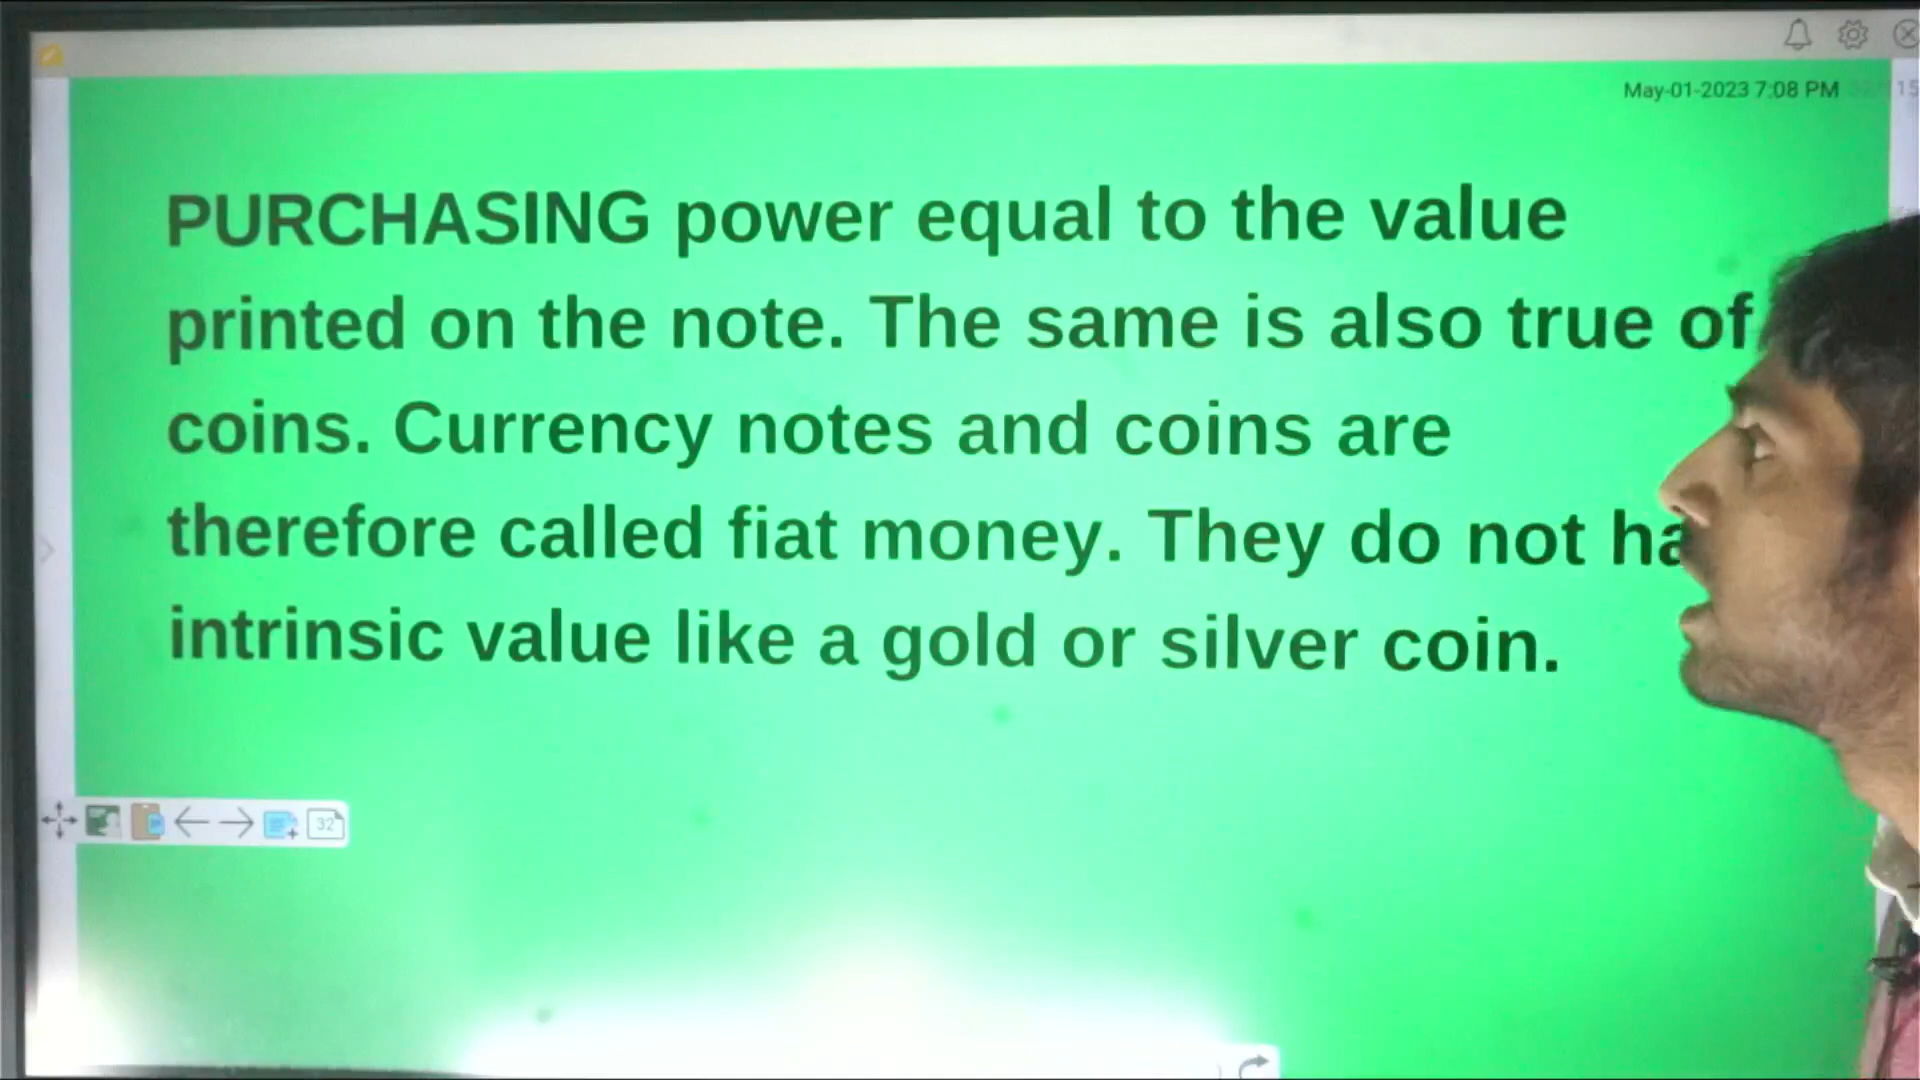 May-01-2023 7:08 PM
PURCHASING power equal to the value
printed on the note. The same is also true of
coins. Currency notes and coins are
therefore called fiat money. They do not
intrinsic value like a gold or silver coin.
32